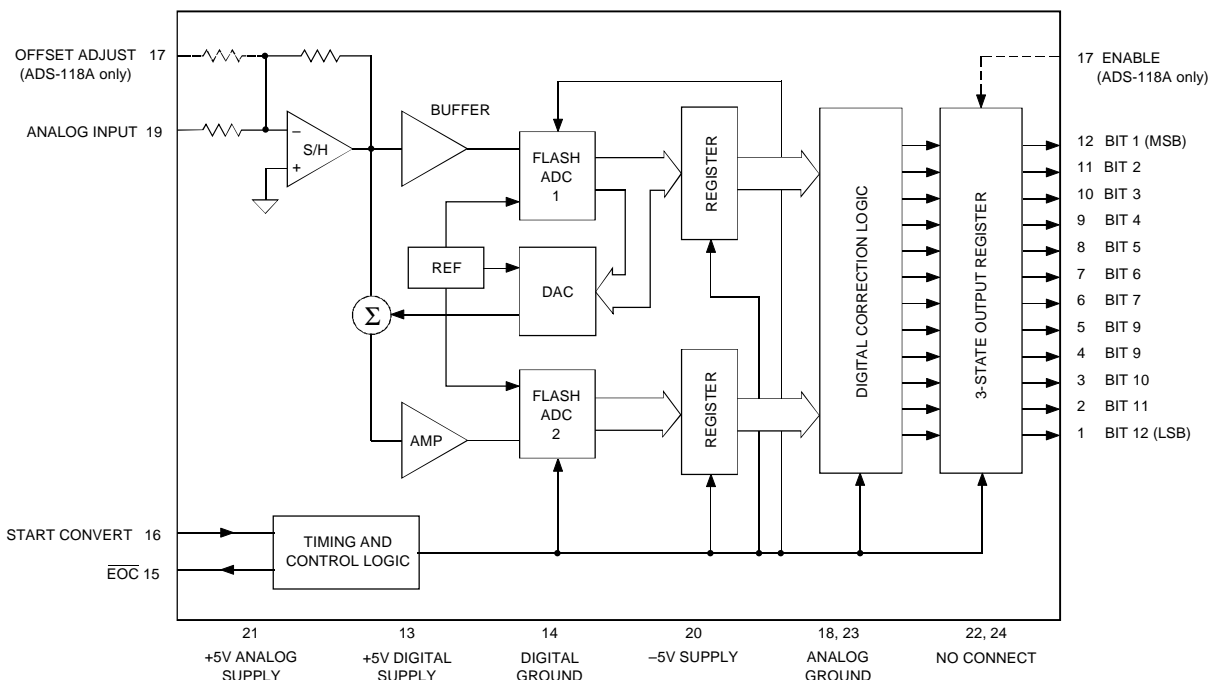 OFFSET ADJUST 17
(ADS-118A only)
17 ENABLE
(ADS-118A only)
BUFFER
ANALOG INPUT 19
–
S/H
+
FLASH
ADC
1
REGISTER
DIGITAL CORRECTION LOGIC
3-STATE OUTPUT REGISTER
12 BIT 1 (MSB)
11 BIT 2
10 BIT 3
9 BIT 4
8 BIT 5
7 BIT 6
6 BIT 7
5 BIT 9
4 BIT 9
3 BIT 10
2 BIT 11
1 BIT 12 (LSB)
REF
DAC
Σ
FLASH
ADC
2
AMP
REGISTER
START CONVERT 16
EOC 15
TIMING AND
CONTROL LOGIC
21
+5V ANALOG
SUPPLY
13
+5V DIGITAL
SUPPLY
14
DIGITAL
GROUND
20
–5V SUPPLY
18, 23
ANALOG
GROUND
22, 24
NO CONNECT